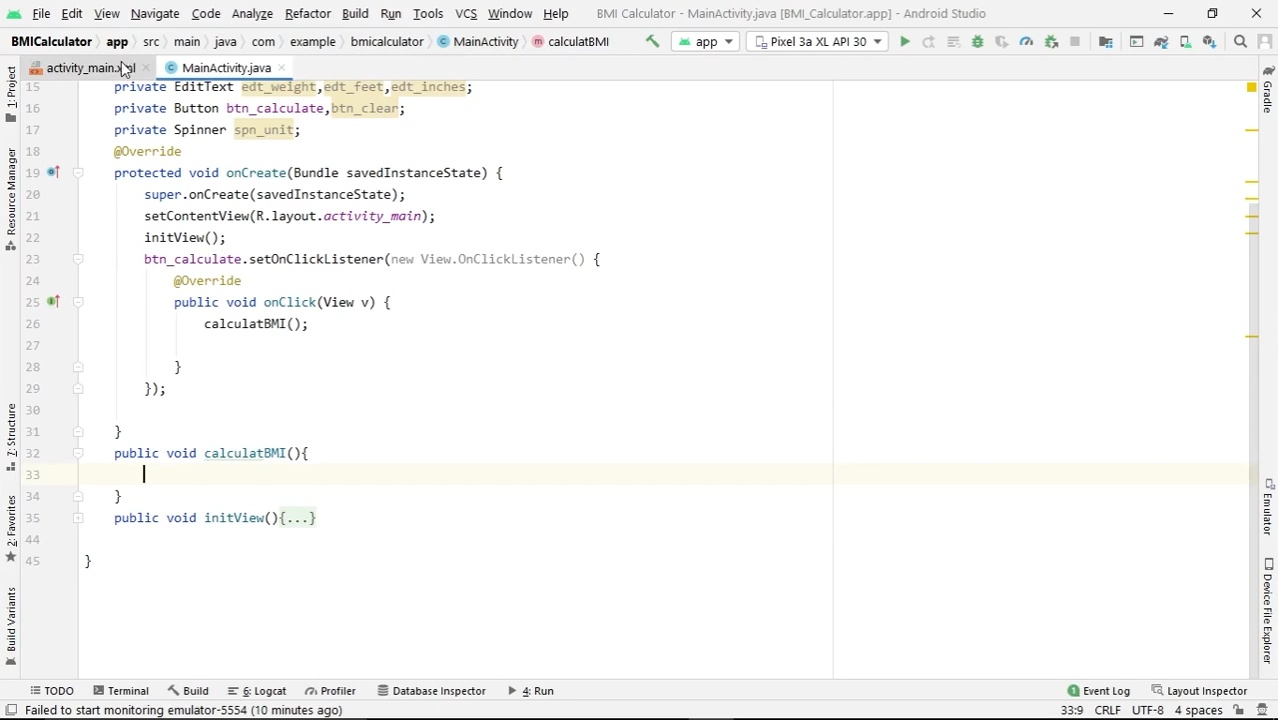 File Edit View Navigate Code Analyze Refactor Build Run Tools VCS Window Help BMI Calculator - MainActivity.java [BMI_Calculator.app] - Android Studio
BMICalculator app src main java com example bmicalculator MainActivity calculatBMI app Pixel 3a XL API 30
MainActivity.java
15 private EditText edt_weight,edt_feet,edt_inches;
16 private Button btn_calculate,btn_clear;
17 private Spinner spn_unit;
18 @Override
19 protected void onCreate(Bundle savedInstanceState) {
20 super.onCreate(savedInstanceState);
21 setContentView(R.layout.activity_main);
22 initView();
23 btn_calculate.setOnClickListener(new View.OnClickListener() {
24 @Override
25 public void onClick(View v) {
26 calculatBMI();
27
28 }
29 });
30
31 }
32 public void calculatBMI(){
33
34 }
35 public void initView(){...}
44
45 }
1: Project
Resource Manager
Z: Structure
2: Favorites
Build Variants
Gradle
Emulator
Device File Explorer
TODO Terminal Build 6: Logcat Profiler Database Inspector 4: Run 1 Event Log Layout Inspector
Failed to start monitoring emulator-5554 (10 minutes ago) 33:9 CRLF UTF-8 4 spaces